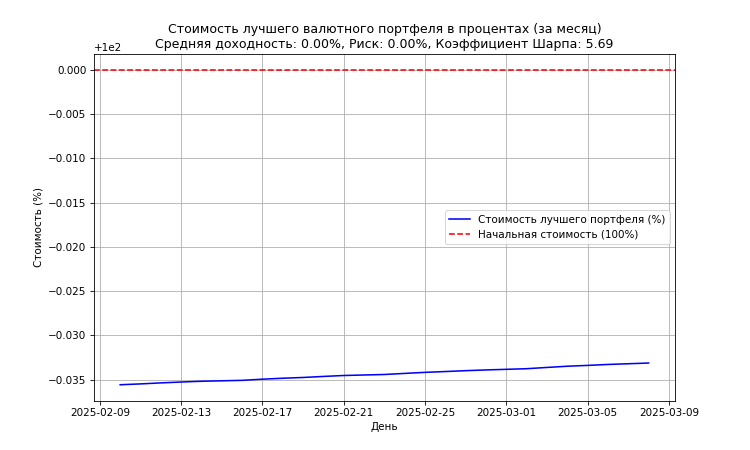 Стоимость лучшего валютного портфеля в процентах (за месяц)
Средняя доходность: 0.00%, Риск: 0.00%, Коэффициент Шарпа: 5.69
+1e2
0.000
−0.005
−0.010
−0.015
−0.020
−0.025
−0.030
−0.035
Стоимость (%)
Стоимость лучшего портфеля (%)
Начальная стоимость (100%)
2025-02-09 2025-02-13 2025-02-17 2025-02-21 2025-02-25 2025-03-01 2025-03-05 2025-03-09
День